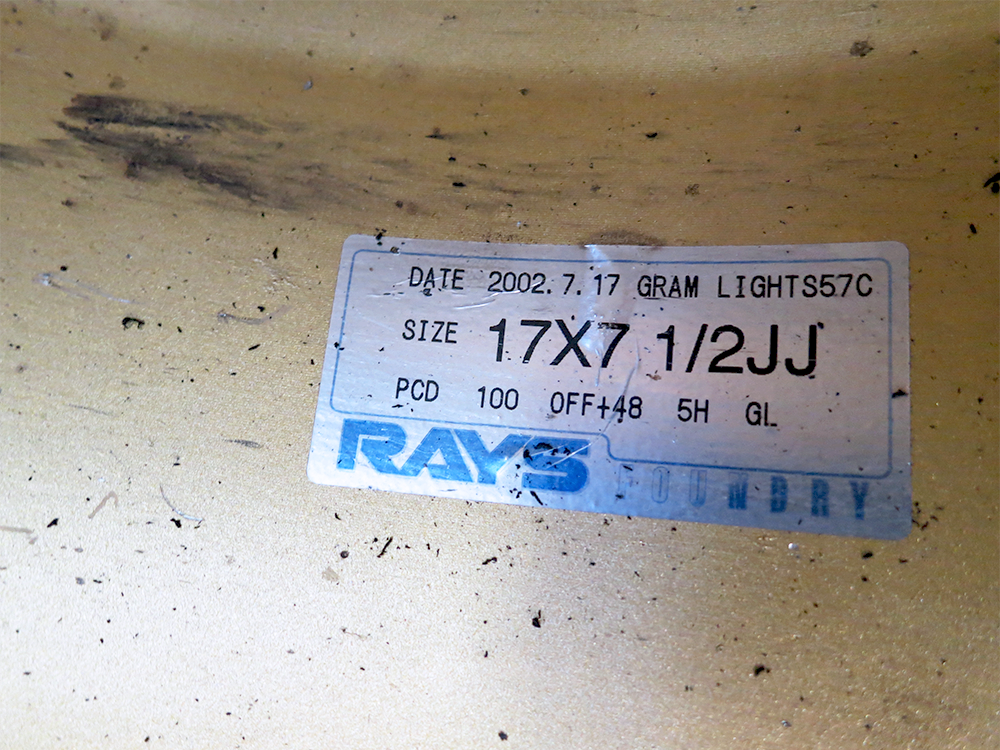 DATE 2002.7.17 GRAM LIGHTS57C
SIZE 17X7 1/2JJ
PCD 100 OFF+48 5H GL
RAYS FOUNDRY